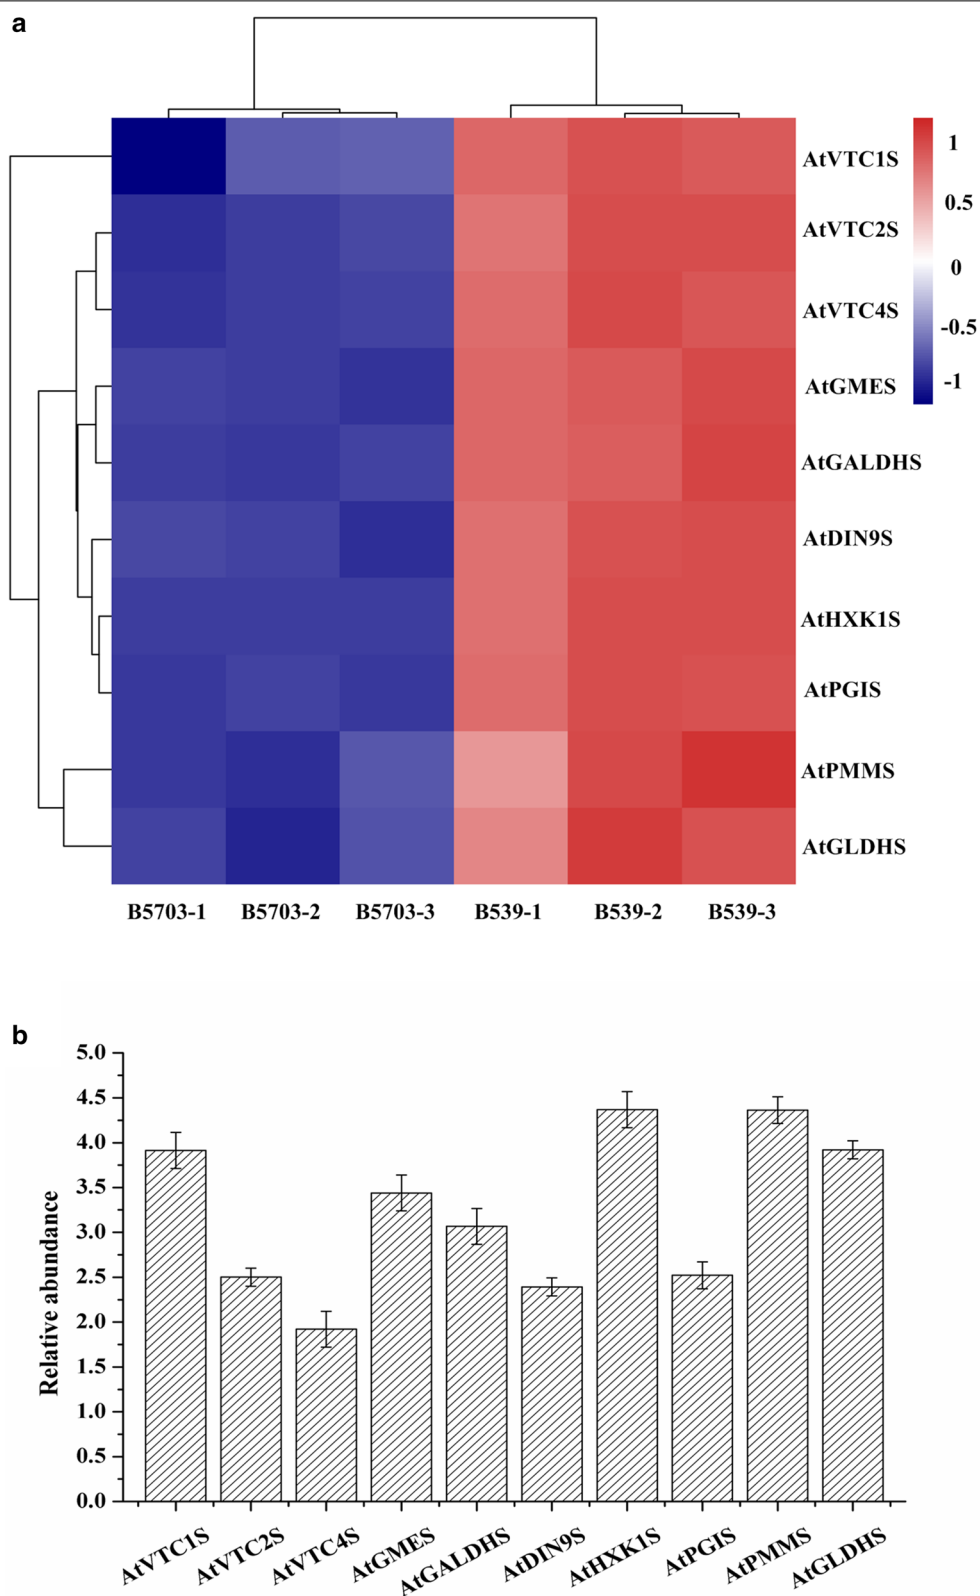 a
AtVTC1S
AtVTC2S
AtVTC4S
AtGMES
AtGALDHS
AtDIN9S
AtHXK1S
AtPGIS
AtPMMS
AtGLDHS
1
0.5
0
-0.5
-1
B5703-1 B5703-2 B5703-3 B539-1 B539-2 B539-3
b
Relative abundance
5.0
4.5
4.0
3.5
3.0
2.5
2.0
1.5
1.0
0.5
0.0
AtVTC1S AtVTC2S AtVTC4S AtGMES AtGALDHS AtDIN9S AtHXK1S AtPGIS AtPMMS AtGLDHS